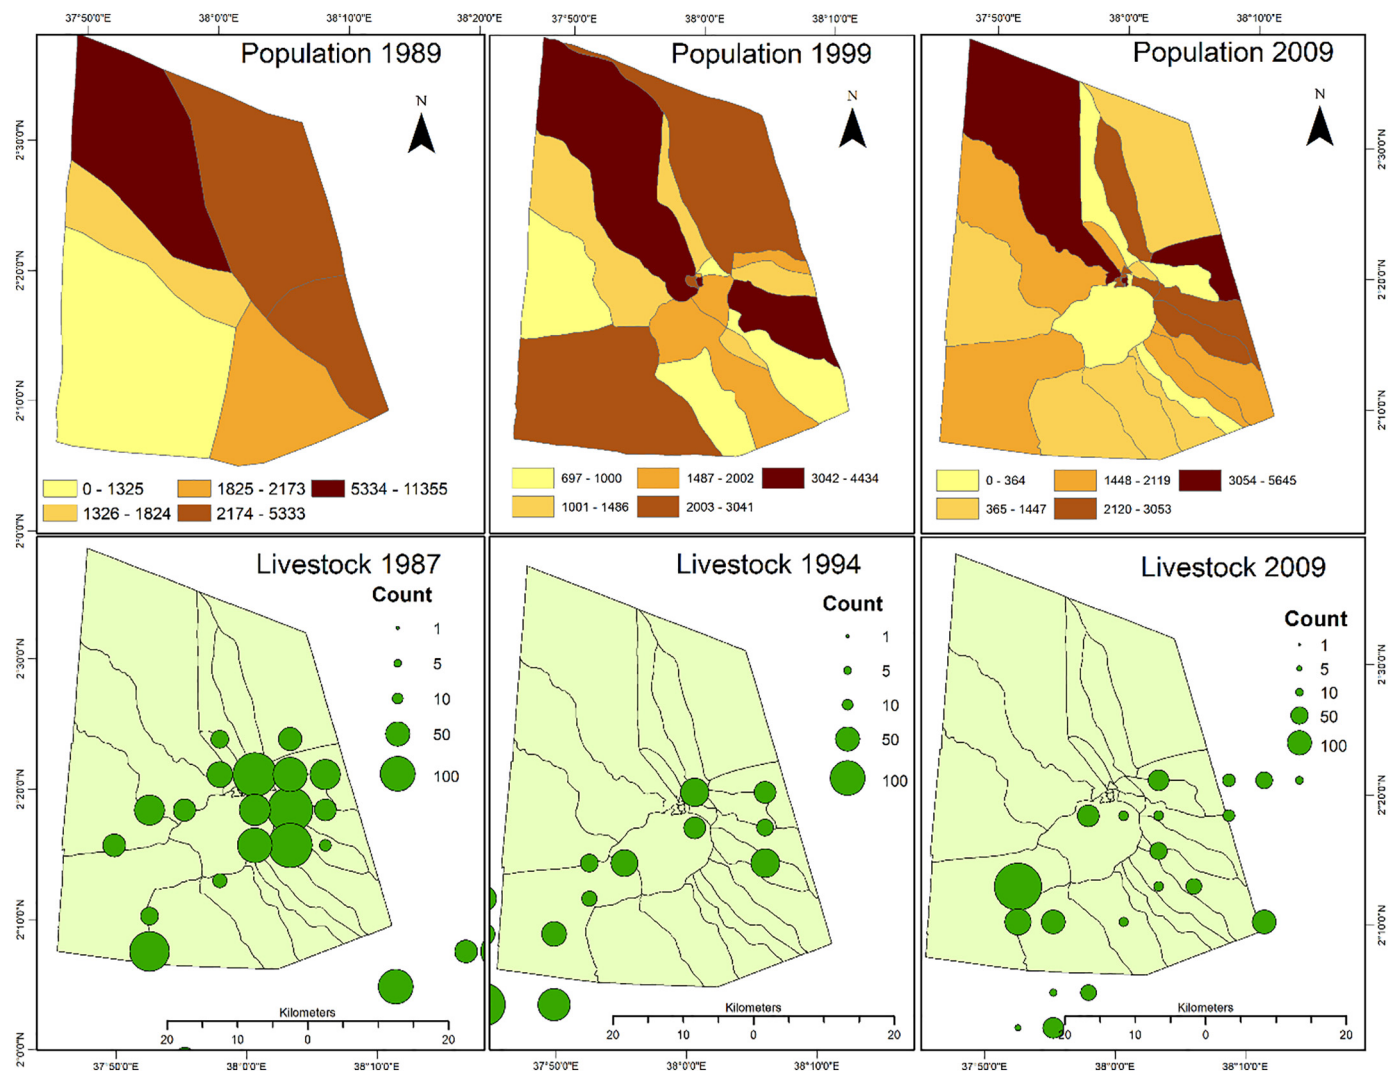 37°50'0"E 38°0'0"E 38°10'0"E 38°20'0"E 37°50'0"E 38°0'0"E 38°10'0"E 37°50'0"E 38°0'0"E 38°10'0"E
Population 1989 Population 1999 Population 2009
N N N
2°30'0"N 2°30'0"N
2°20'0"N 2°20'0"N
2°10'0"N 2°10'0"N
0 - 1325 1825 - 2173 5334 - 11355
1326 - 1824 2174 - 5333
697 - 1000 1487 - 2002 3042 - 4434
1001 - 1486 2003 - 3041
0 - 364 1448 - 2119 3054 - 5645
365 - 1447 2120 - 3053
2°0'0"N
Livestock 1987 Livestock 1994 Livestock 2009
Count Count Count
1 1 1
5 5 5
10 10 10
50 50 50
100 100 100
2°30'0"N 2°30'0"N
2°20'0"N 2°20'0"N
2°10'0"N 2°10'0"N
Kilometers Kilometers Kilometers
20 10 0 20 20 10 0 20 20 10 0 20
2°0'0"N
37°50'0"E 38°0'0"E 38°10'0"E 37°50'0"E 38°0'0"E 38°10'0"E 37°50'0"E 38°0'0"E 38°10'0"E